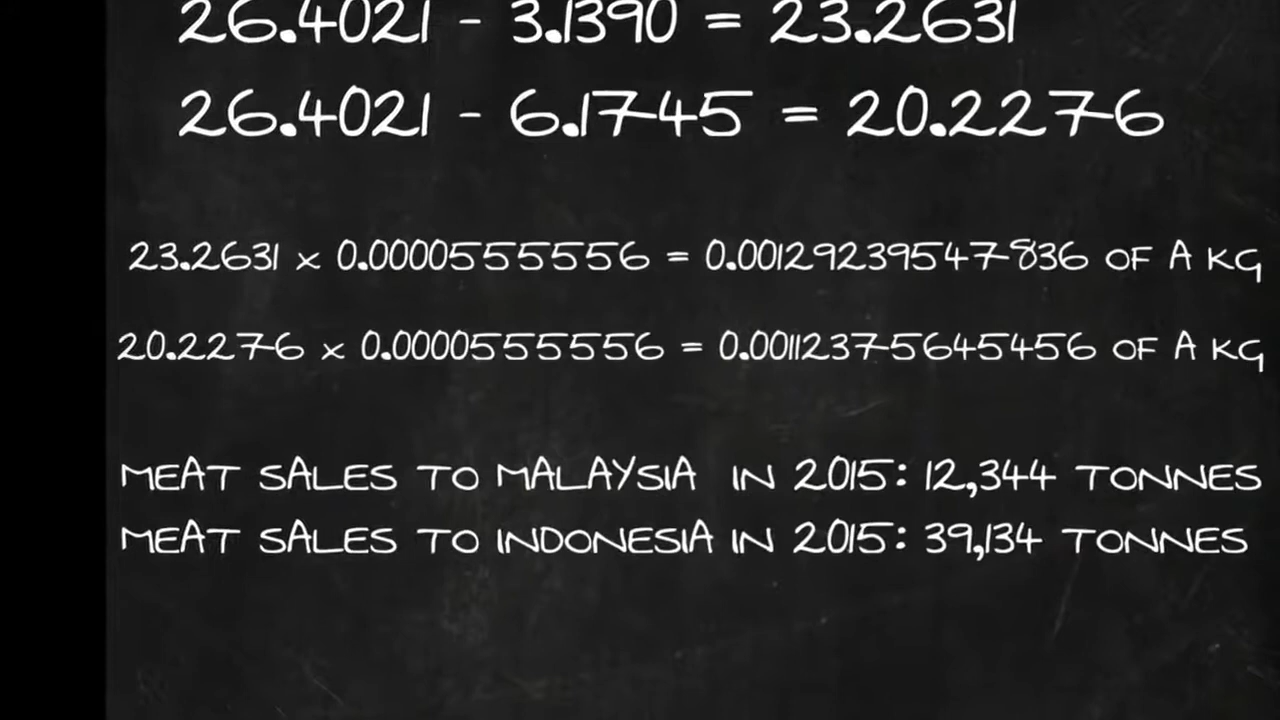 26.4021 - 3.1390 = 23.2631
26.4021 - 6.1745 = 20.2276
23.2631 x 0.0000555556 = 0.00129239547836 OF A KG
20.2276 x 0.0000555556 = 0.00112375645456 OF A KG
MEAT SALES TO MALAYSIA IN 2015: 12,344 TONNES
MEAT SALES TO INDONESIA IN 2015: 39,134 TONNES